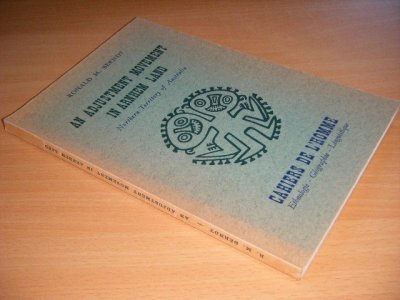 RONALD M. BERNDT
AN ADJUSTMENT MOVEMENT
IN ARNHEM LAND
Northern Territory of Australia
CAHIERS DE L'HOMME
Ethnologie - Géographie - Linguistique
R. M. BERNDT - AN ADJUSTMENT MOVEMENT IN ARNHEM LAND